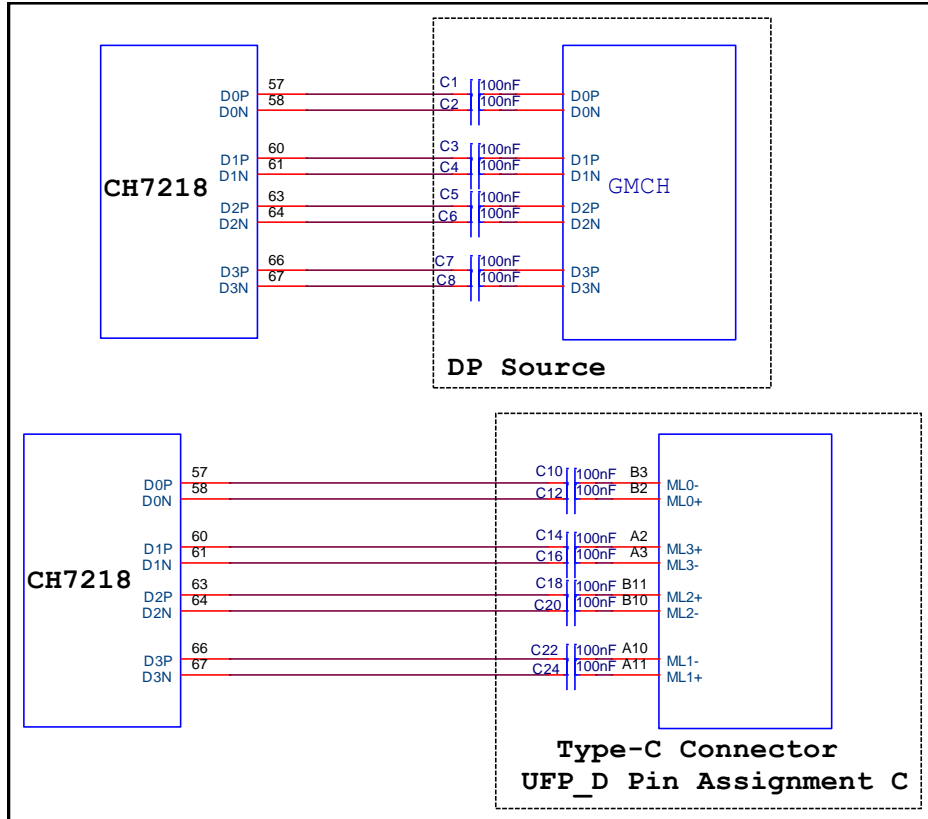 57 C1 100nF
D0P D0P
58 C2 100nF
D0N D0N
60 C3 100nF
D1P D1P
61 C4 100nF
D1N D1N
CH7218 GMCH
63 C5 100nF
D2P D2P
64 C6 100nF
D2N D2N
66 C7 100nF
D3P D3P
67 C8 100nF
D3N D3N
DP Source
57 C10 100nF B3
D0P ML0-
58 C12 100nF B2
D0N ML0+
60 C14 100nF A2
D1P ML3+
61 C16 100nF A3
D1N ML3-
CH7218
63 C18 100nF B11
D2P ML2+
64 C20 100nF B10
D2N ML2-
66 C22 100nF A10
D3P ML1-
67 C24 100nF A11
D3N ML1+
Type-C Connector
UFP_D Pin Assignment C